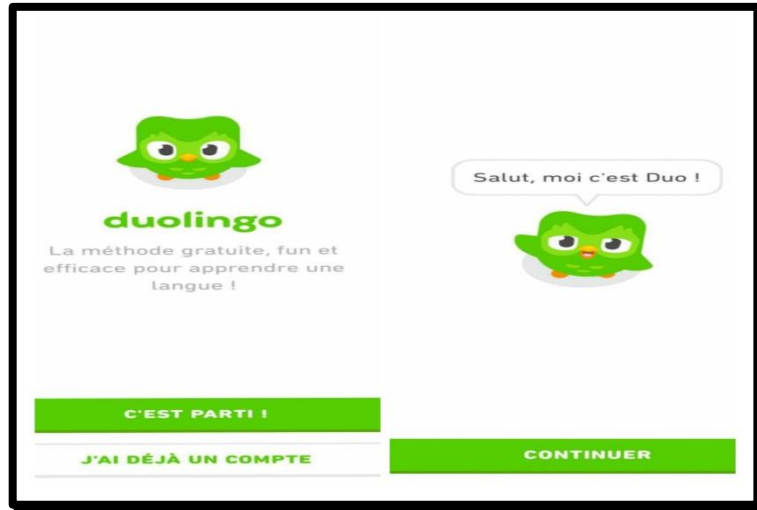 duolingo
La méthode gratuite, fun et
efficace pour apprendre une
langue !
C'EST PARTI !
J'AI DÉJÀ UN COMPTE
Salut, moi c'est Duo !
CONTINUER